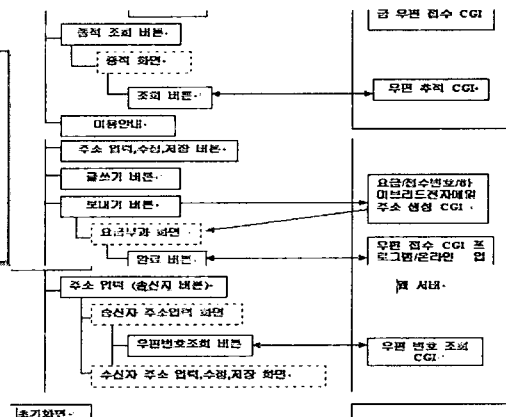 급 우편 접수 CGI
종적 조회 버튼
종적 화면
조회 버튼
우편 추적 CGI
이용안내
주소 입력,수정,저장 버튼
글쓰기 버튼
보내기 버튼
요금/접수번호/하
이브리드전자메일
주소 생성 CGI
요금부과 화면
완료 버튼
우편 접수 CGI 프
로그램/온라인 업
주소 입력 (송신자 버튼)
웹 서버
송신자 주소입력 화면
우편번호조회 버튼
우편 번호 조회
CGI
수신자 주소 입력,수정,저장 화면
초기화면